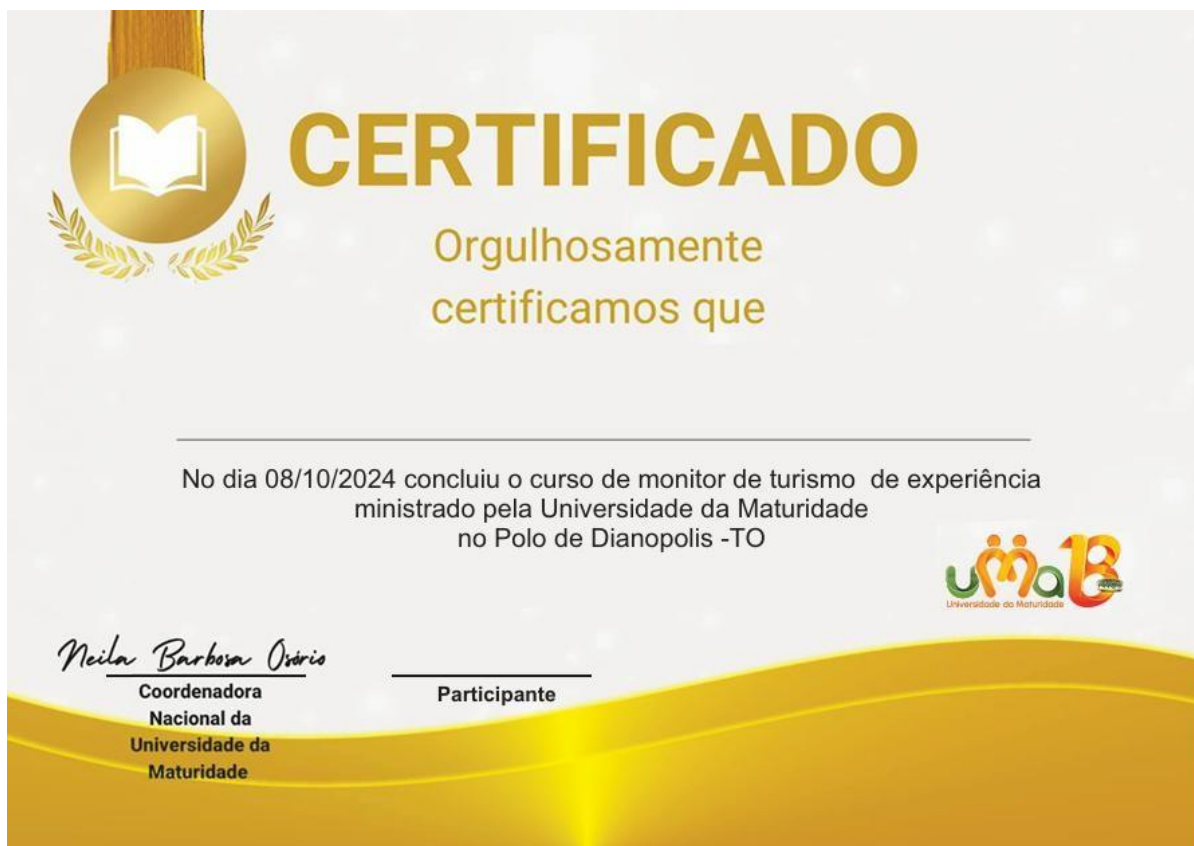 CERTIFICADO
Orgulhosamente
certificamos que
No dia 08/10/2024 concluiu o curso de monitor de turismo  de experiência
ministrado pela Universidade da Maturidade
no Polo de Dianopolis -TO
uma 18
Universidade da Maturidade
Neila Barbosa Osório
Coordenadora
Nacional da
Universidade da
Maturidade
Participante